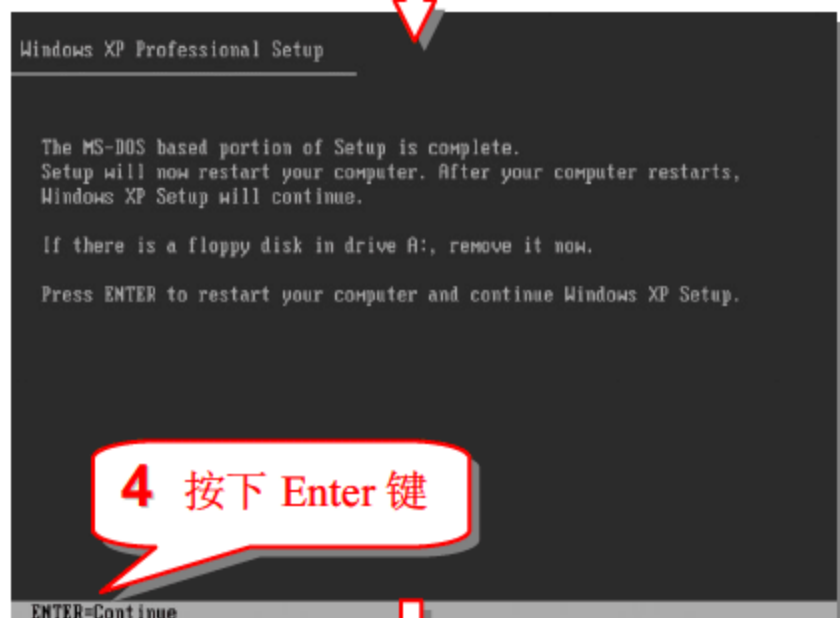 Windows XP Professional Setup
The MS-DOS based portion of Setup is complete.
Setup will now restart your computer. After your computer restarts,
Windows XP Setup will continue.
If there is a floppy disk in drive A:, remove it now.
Press ENTER to restart your computer and continue Windows XP Setup.
4 按下 Enter 键
ENTER=Continue